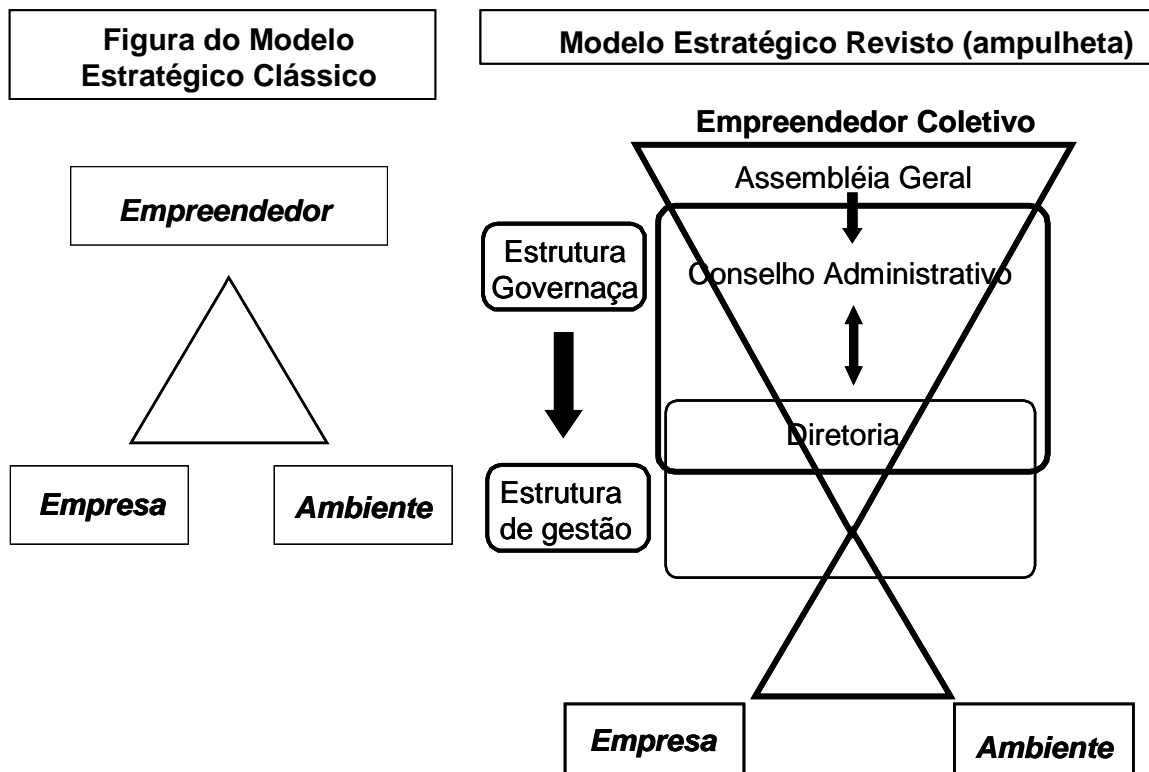 Figura do Modelo
Estratégico Clássico
Empreendedor
Empresa
Ambiente
Modelo Estratégico Revisto (ampulheta)
Empreendedor Coletivo
Assembléia Geral
Estrutura
Governaça
Conselho Administrativo
Diretoria
Estrutura
de gestão
Empresa
Ambiente